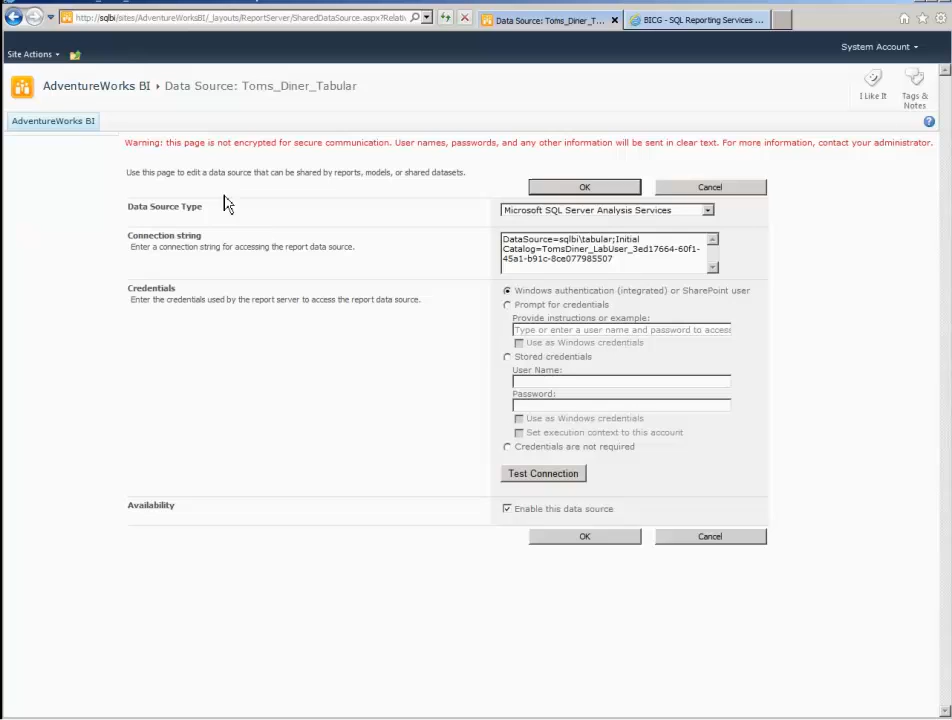 http://sqlbi/sites/AdventureWorksBI/_layouts/ReportServer/SharedDataSource.aspx?Relativ
Data Source: Toms_Diner_T...
BICG - SQL Reporting Services ...
Site Actions
System Account
AdventureWorks BI ▸ Data Source: Toms_Diner_Tabular
I Like It
Tags &
Notes
AdventureWorks BI
Warning: this page is not encrypted for secure communication. User names, passwords, and any other information will be sent in clear text. For more information, contact your administrator.
Use this page to edit a data source that can be shared by reports, models, or shared datasets.
OK
Cancel
Data Source Type
Microsoft SQL Server Analysis Services
Connection string
Enter a connection string for accessing the report data source.
DataSource=sqlbi\tabular;Initial
Catalog=TomsDiner_LabUser_3ed17664-60f1-
45a1-b91c-8ce077985507
Credentials
Enter the credentials used by the report server to access the report data source.
Windows authentication (integrated) or SharePoint user
Prompt for credentials
Provide instructions or example:
Type or enter a user name and password to access
Use as Windows credentials
Stored credentials
User Name:
Password:
Use as Windows credentials
Set execution context to this account
Credentials are not required
Test Connection
Availability
Enable this data source
OK
Cancel